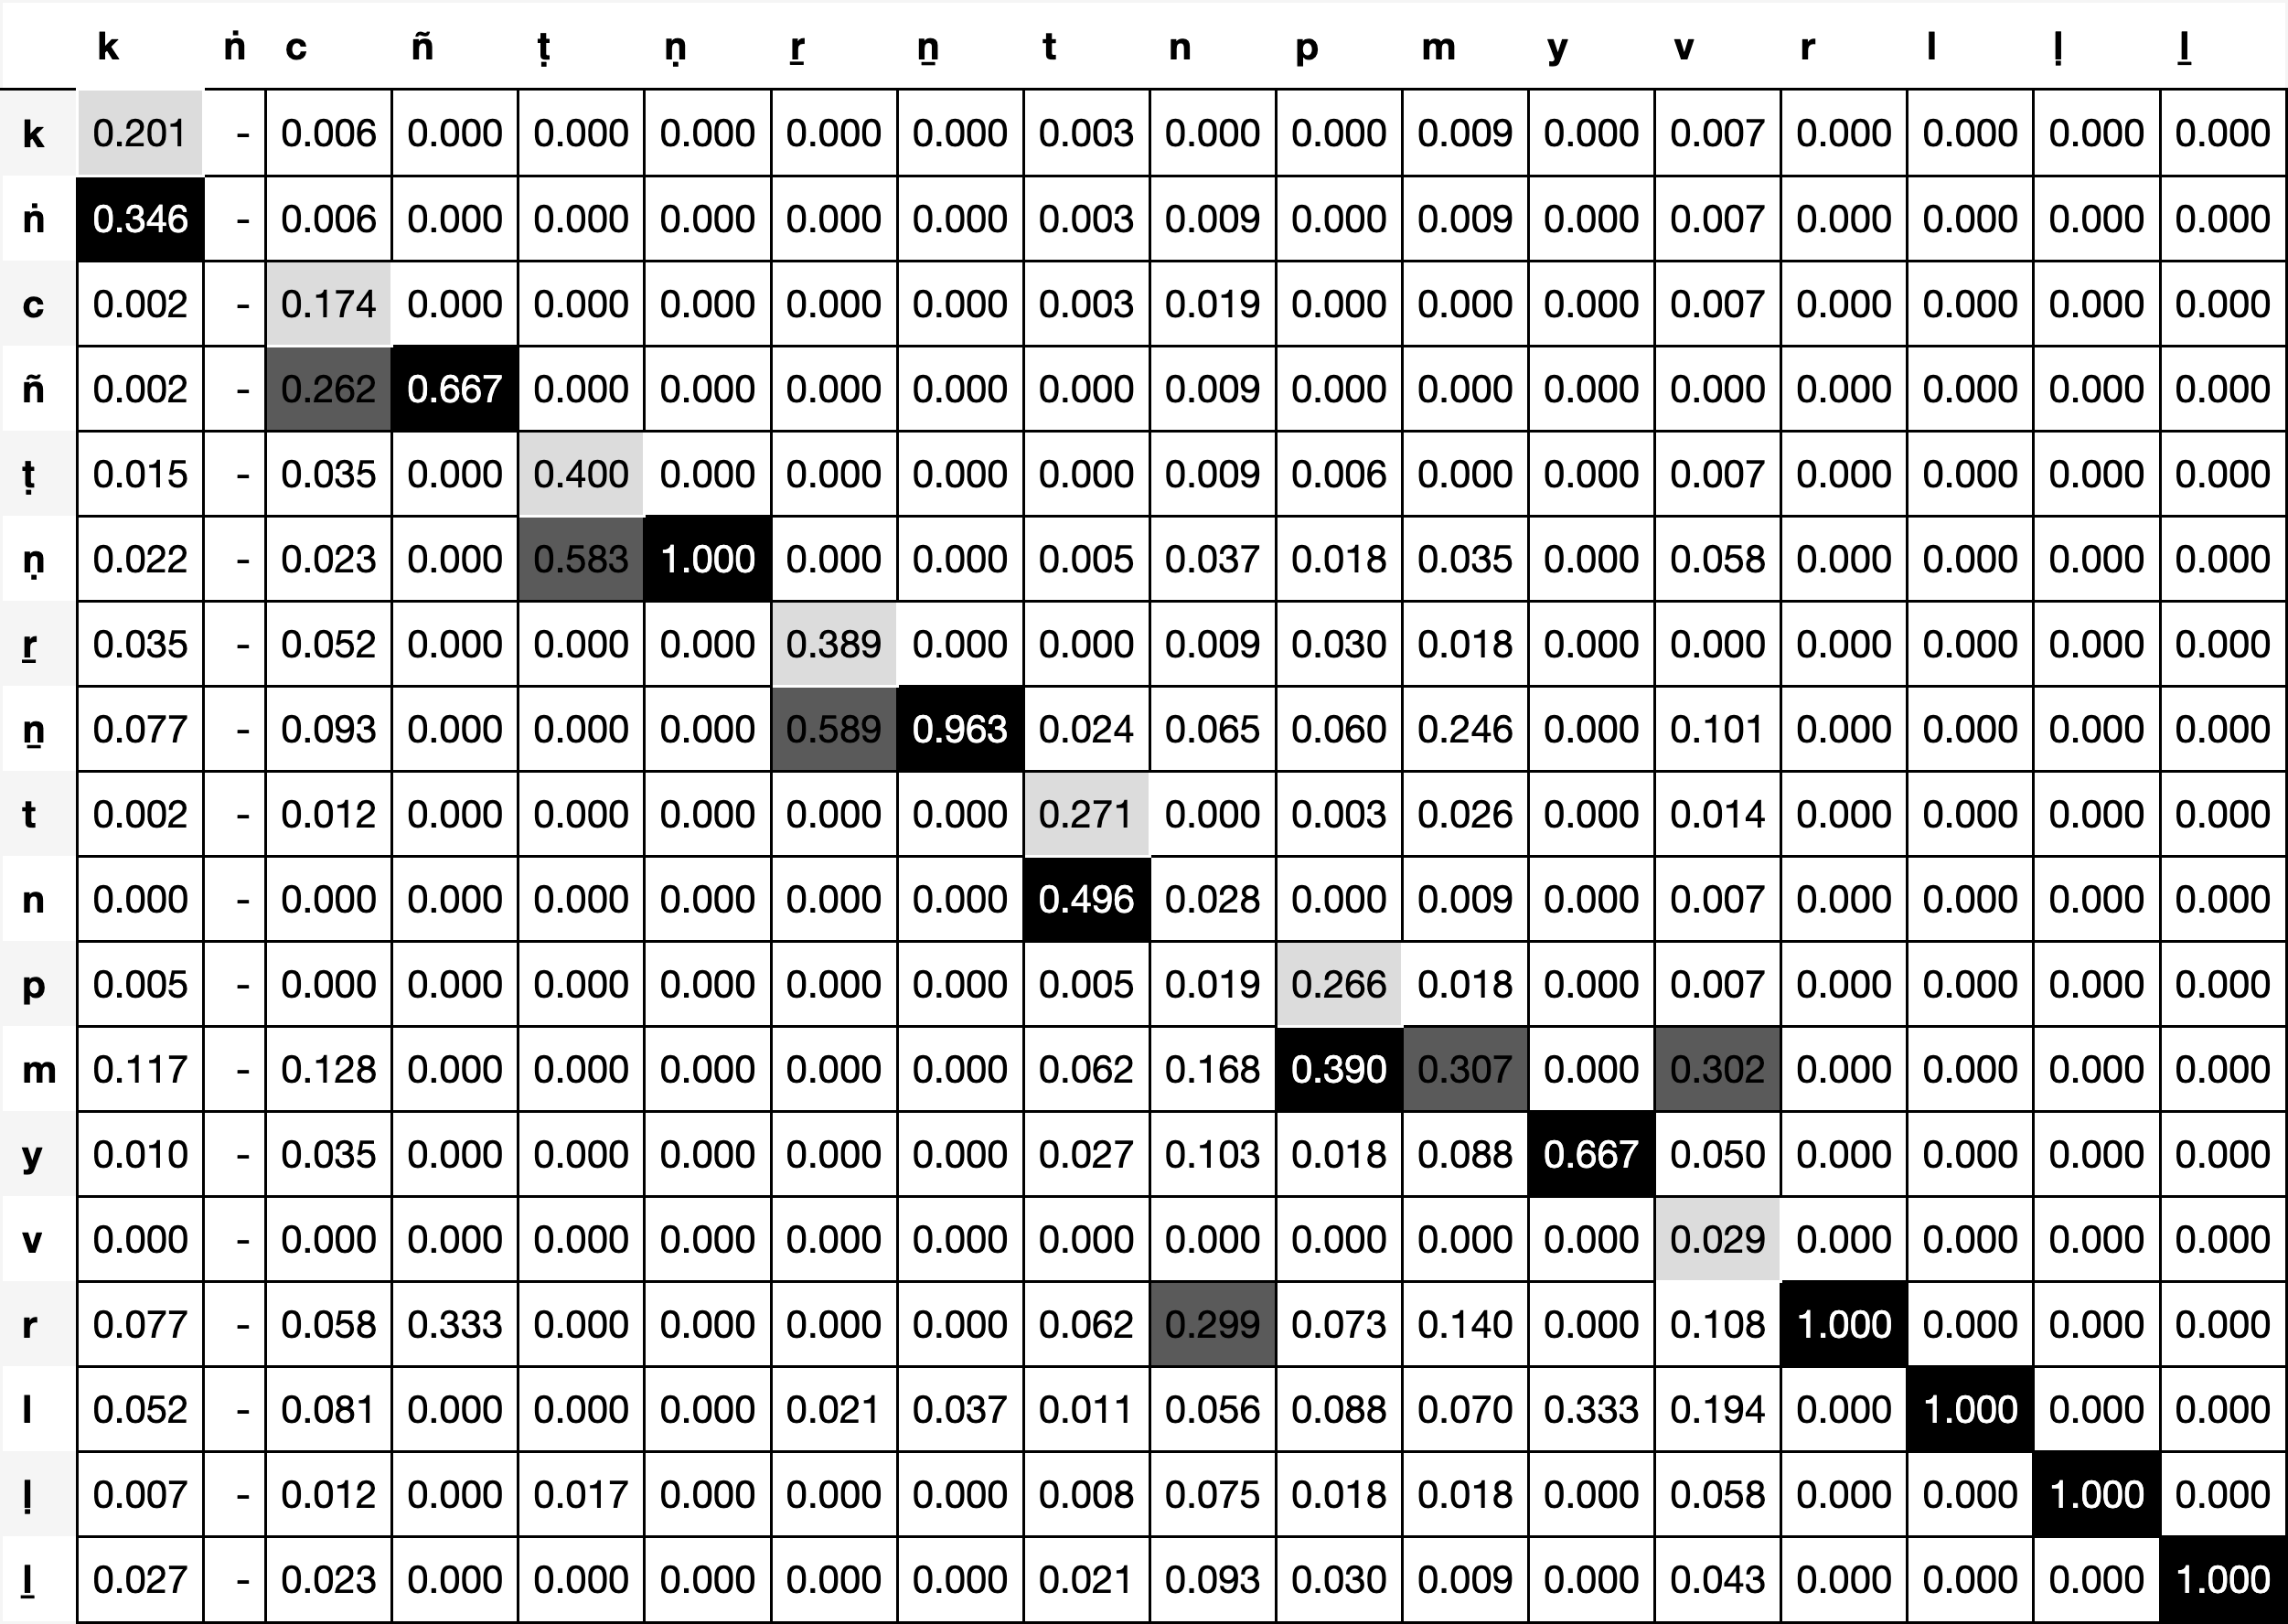 k ṅ c ñ ṭ ṇ ṟ ṉ t n p m y v r l ḷ ḻ
k 0.201 - 0.006 0.000 0.000 0.000 0.000 0.000 0.003 0.000 0.000 0.009 0.000 0.007 0.000 0.000 0.000 0.000
ṅ 0.346 - 0.006 0.000 0.000 0.000 0.000 0.000 0.003 0.009 0.000 0.009 0.000 0.007 0.000 0.000 0.000 0.000
c 0.002 - 0.174 0.000 0.000 0.000 0.000 0.000 0.003 0.019 0.000 0.000 0.000 0.007 0.000 0.000 0.000 0.000
ñ 0.002 - 0.262 0.667 0.000 0.000 0.000 0.000 0.000 0.009 0.000 0.000 0.000 0.000 0.000 0.000 0.000 0.000
ṭ 0.015 - 0.035 0.000 0.400 0.000 0.000 0.000 0.000 0.009 0.006 0.000 0.000 0.007 0.000 0.000 0.000 0.000
ṇ 0.022 - 0.023 0.000 0.583 1.000 0.000 0.000 0.005 0.037 0.018 0.035 0.000 0.058 0.000 0.000 0.000 0.000
ṟ 0.035 - 0.052 0.000 0.000 0.000 0.389 0.000 0.000 0.009 0.030 0.018 0.000 0.000 0.000 0.000 0.000 0.000
ṉ 0.077 - 0.093 0.000 0.000 0.000 0.589 0.963 0.024 0.065 0.060 0.246 0.000 0.101 0.000 0.000 0.000 0.000
t 0.002 - 0.012 0.000 0.000 0.000 0.000 0.000 0.271 0.000 0.003 0.026 0.000 0.014 0.000 0.000 0.000 0.000
n 0.000 - 0.000 0.000 0.000 0.000 0.000 0.000 0.496 0.028 0.000 0.009 0.000 0.007 0.000 0.000 0.000 0.000
p 0.005 - 0.000 0.000 0.000 0.000 0.000 0.000 0.005 0.019 0.266 0.018 0.000 0.007 0.000 0.000 0.000 0.000
m 0.117 - 0.128 0.000 0.000 0.000 0.000 0.000 0.062 0.168 0.390 0.307 0.000 0.302 0.000 0.000 0.000 0.000
y 0.010 - 0.035 0.000 0.000 0.000 0.000 0.000 0.027 0.103 0.018 0.088 0.667 0.050 0.000 0.000 0.000 0.000
v 0.000 - 0.000 0.000 0.000 0.000 0.000 0.000 0.000 0.000 0.000 0.000 0.000 0.029 0.000 0.000 0.000 0.000
r 0.077 - 0.058 0.333 0.000 0.000 0.000 0.000 0.062 0.299 0.073 0.140 0.000 0.108 1.000 0.000 0.000 0.000
l 0.052 - 0.081 0.000 0.000 0.000 0.021 0.037 0.011 0.056 0.088 0.070 0.333 0.194 0.000 1.000 0.000 0.000
ḷ 0.007 - 0.012 0.000 0.017 0.000 0.000 0.000 0.008 0.075 0.018 0.018 0.000 0.058 0.000 0.000 1.000 0.000
ḻ 0.027 - 0.023 0.000 0.000 0.000 0.000 0.000 0.021 0.093 0.030 0.009 0.000 0.043 0.000 0.000 0.000 1.000